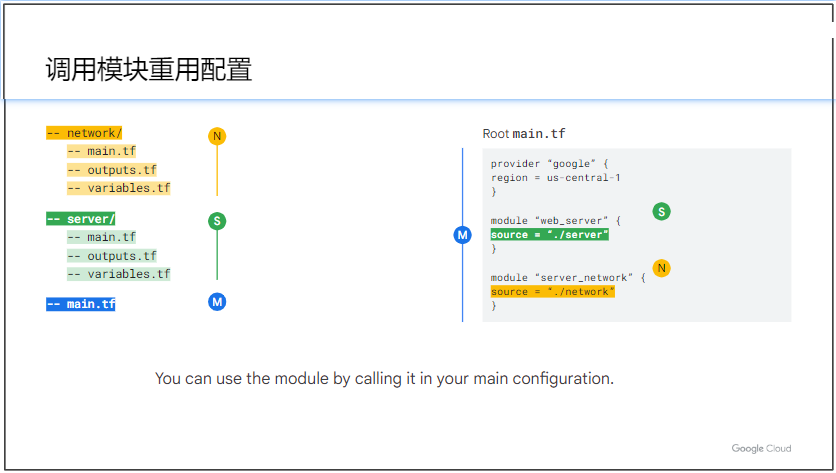 调用模块重用配置
-- network/
-- main.tf
-- outputs.tf
-- variables.tf
N
-- server/
-- main.tf
-- outputs.tf
-- variables.tf
S
-- main.tf
M
Root main.tf
M
provider “google” {
region = us-central-1
}
module “web_server” {
S
source = “./server”
}
module “server_network” {
N
source = “./network”
}
You can use the module by calling it in your main configuration.
Google Cloud